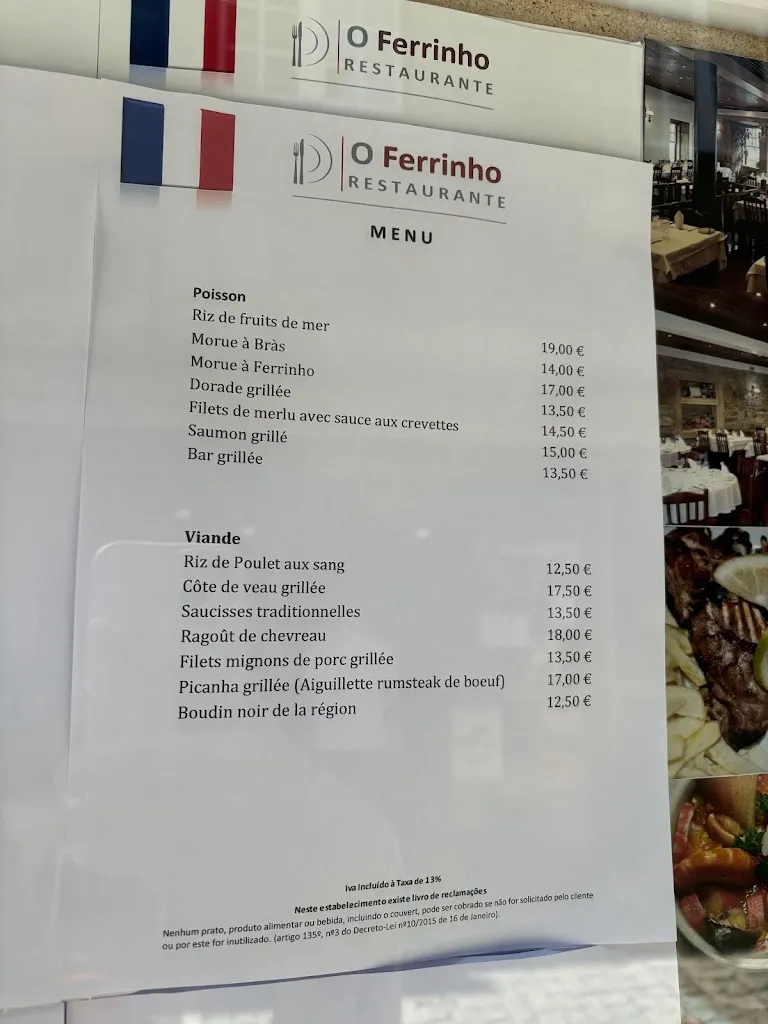 O Ferrinho
RESTAURANTE
O Ferrinho
RESTAURANTE
MENU
Poisson
Riz de fruits de mer 19,00 €
Morue à Bràs 14,00 €
Morue à Ferrinho 17,00 €
Dorade grillée 13,50 €
Filets de merlu avec sauce aux crevettes 14,50 €
Saumon grillé 15,00 €
Bar grillée 13,50 €
Viande
Riz de Poulet aux sang 12,50 €
Côte de veau grillée 17,50 €
Saucisses traditionnelles 13,50 €
Ragoût de chevreau 18,00 €
Filets mignons de porc grillée 13,50 €
Picanha grillée (Aiguillette rumsteak de boeuf) 17,00 €
Boudin noir de la région 12,50 €
Iva Incluído à Taxa de 13%
Neste estabelecimento existe livro de reclamações
Nenhum prato, produto alimentar ou bebida, incluindo o couvert, pode ser cobrado se não for solicitado pelo cliente
ou por este for inutilizado. (artigo 135º, nº3 do Decreto-Lei nº10/2015 de 16 de Janeiro).